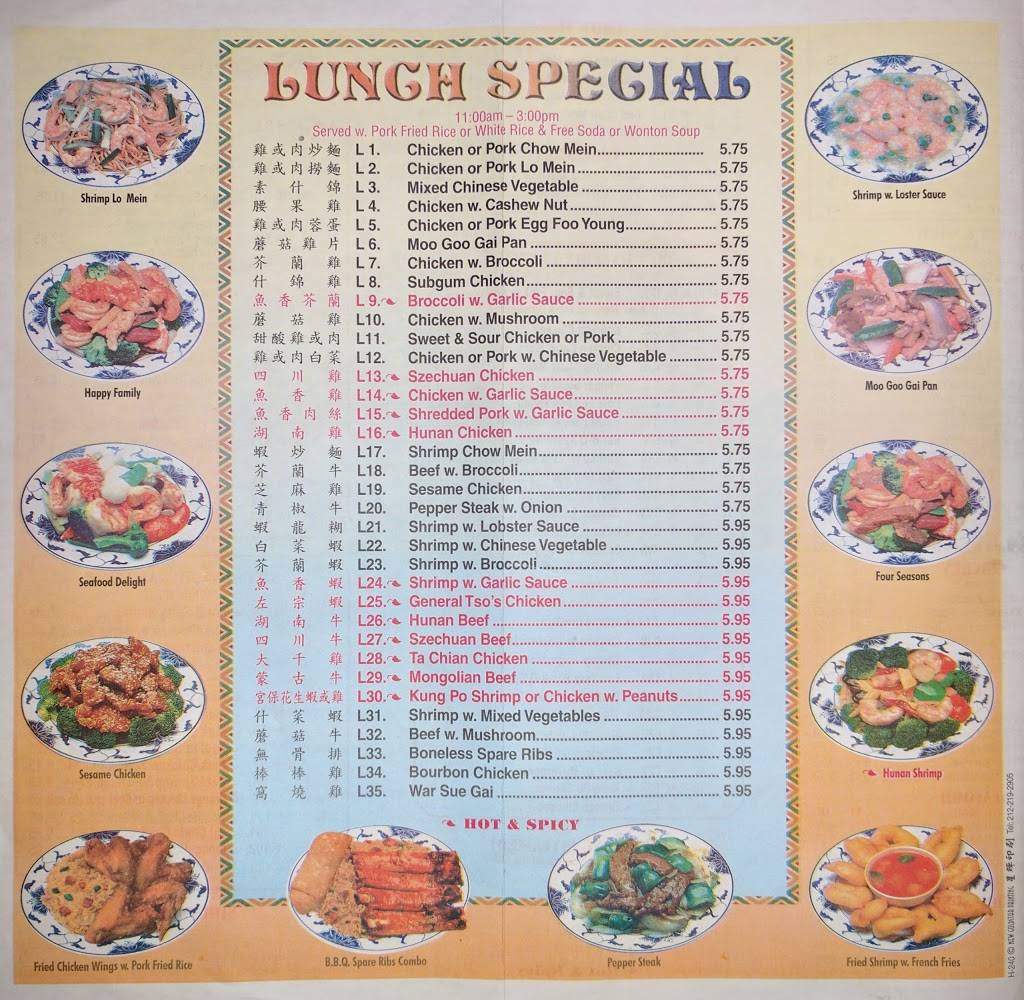 LUNCH SPECIAL
11:00am – 3:00pm
Served w. Pork Fried Rice or White Rice & Free Soda or Wonton Soup
雞或肉炒麵 L 1. Chicken or Pork Chow Mein 5.75
雞或肉撈麵 L 2. Chicken or Pork Lo Mein 5.75
素什錦 L 3. Mixed Chinese Vegetable 5.75
腰果雞 L 4. Chicken w. Cashew Nut 5.75
雞或肉蓉蛋 L 5. Chicken or Pork Egg Foo Young 5.75
蘑菇雞片 L 6. Moo Goo Gai Pan 5.75
芥蘭雞 L 7. Chicken w. Broccoli 5.75
什錦雞 L 8. Subgum Chicken 5.75
魚香芥蘭 L 9. Broccoli w. Garlic Sauce 5.75
蘑菇雞 L10. Chicken w. Mushroom 5.75
甜酸雞或肉 L11. Sweet & Sour Chicken or Pork 5.75
雞或肉白菜 L12. Chicken or Pork w. Chinese Vegetable 5.75
四川雞 L13. Szechuan Chicken 5.75
魚香雞 L14. Chicken w. Garlic Sauce 5.75
魚香肉絲 L15. Shredded Pork w. Garlic Sauce 5.75
湖南雞 L16. Hunan Chicken 5.75
蝦炒麵 L17. Shrimp Chow Mein 5.75
芥蘭牛 L18. Beef w. Broccoli 5.75
芝麻雞 L19. Sesame Chicken 5.75
青椒牛 L20. Pepper Steak w. Onion 5.75
蝦龍糊 L21. Shrimp w. Lobster Sauce 5.95
白菜蝦 L22. Shrimp w. Chinese Vegetable 5.95
芥蘭蝦 L23. Shrimp w. Broccoli 5.95
魚香蝦 L24. Shrimp w. Garlic Sauce 5.95
左宗蝦 L25. General Tso's Chicken 5.95
湖南牛 L26. Hunan Beef 5.95
四川牛 L27. Szechuan Beef 5.95
大千雞 L28. Ta Chian Chicken 5.95
蒙古牛 L29. Mongolian Beef 5.95
宮保花生蝦或雞 L30. Kung Po Shrimp or Chicken w. Peanuts 5.95
什菜蝦 L31. Shrimp w. Mixed Vegetables 5.95
蘑菇牛 L32. Beef w. Mushroom 5.95
無骨排 L33. Boneless Spare Ribs 5.95
棒棒雞 L34. Bourbon Chicken 5.95
窩燒雞 L35. War Sue Gai 5.95
HOT & SPICY
Shrimp Lo Mein
Happy Family
Seafood Delight
Sesame Chicken
Fried Chicken Wings w. Pork Fried Rice
B.B.Q. Spare Ribs Combo
Pepper Steak
Shrimp w. Loster Sauce
Moo Goo Gai Pan
Four Seasons
Hunan Shrimp
Fried Shrimp w. French Fries
H-240 © Tel: 212-219-2905